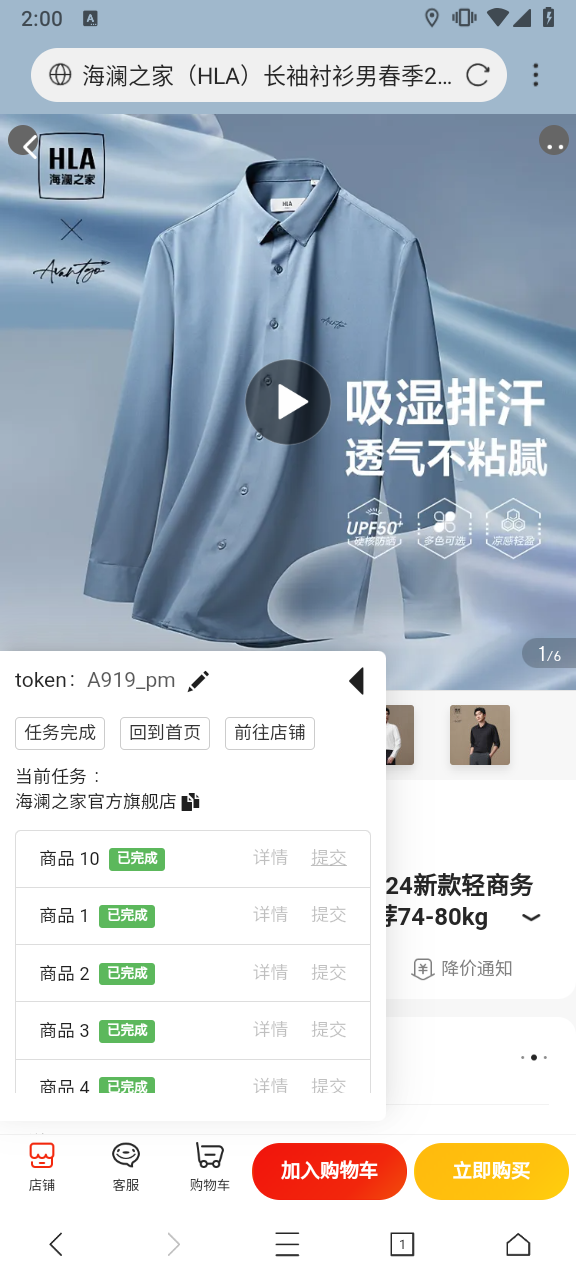 2:00
A
海澜之家（HLA）长袖衬衫男春季2...
HLA
海澜之家
Avantgo
HLA
吸湿排汗
透气不粘腻
UPF50+
硬核防晒
多色可选
凉感轻盈
1/6
token： A919_pm
任务完成
回到首页
前往店铺
当前任务：
海澜之家官方旗舰店
商品 10 已完成 详情 提交
商品 1 已完成 详情 提交
商品 2 已完成 详情 提交
商品 3 已完成 详情 提交
商品 4 已完成 详情 提交
24新款轻商务
荐74-80kg
降价通知
店铺
客服
购物车
加入购物车
立即购买
1